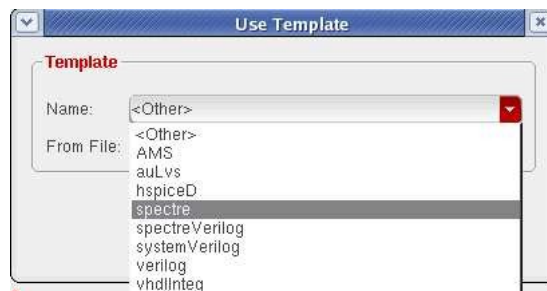 Use Template
Template
Name: <Other>
<Other>
From File:
AMS
auLvs
hspiceD
spectre
spectreVerilog
systemVerilog
verilog
vhdlInteg